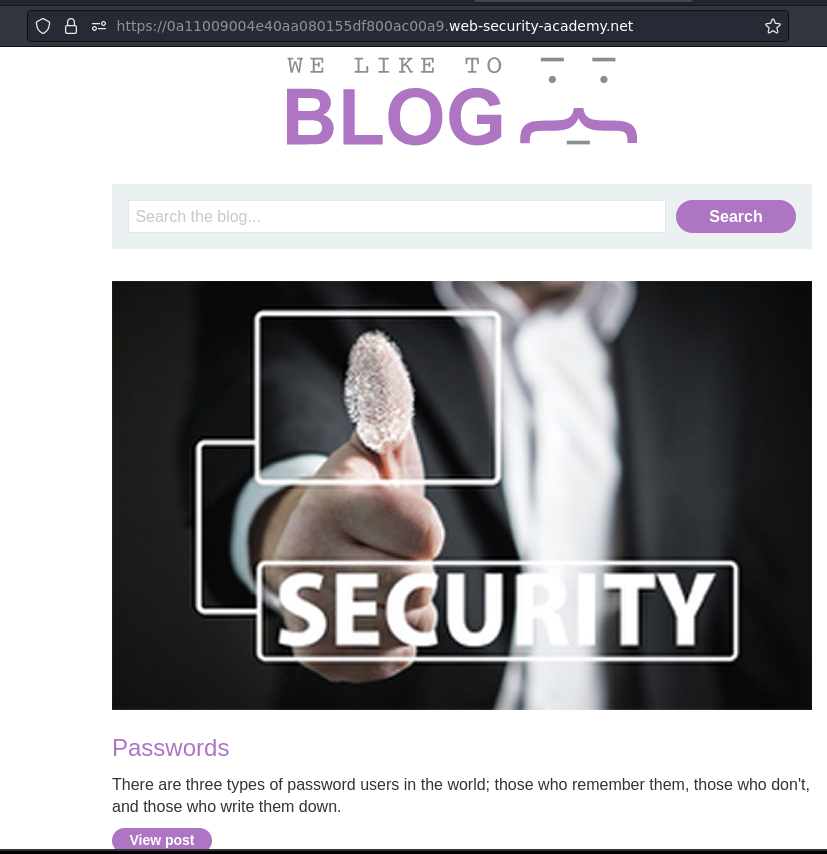 https://0a11009004e40aa080155df800ac00a9.web-security-academy.net
WE LIKE TO
BLOG
Search the blog...
Search
SECURITY
Passwords
There are three types of password users in the world; those who remember them, those who don't,
and those who write them down.
View post